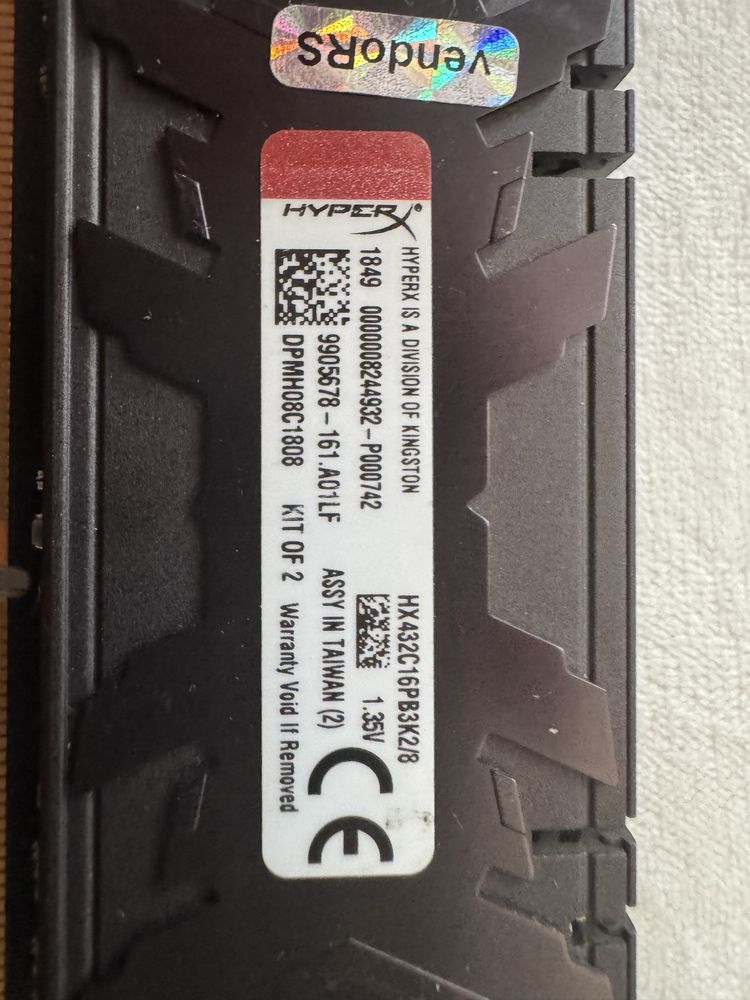 vendoRS
HYPERX®
HYPERX IS A DIVISION OF KINGSTON HX432C16PB3K2/8
1849 0000008244932-P000742 1.35V
9905678-161.A01LF ASSY IN TAIWAN (2)
DPMH08C1808 KIT OF 2 Warranty Void If Removed
CE